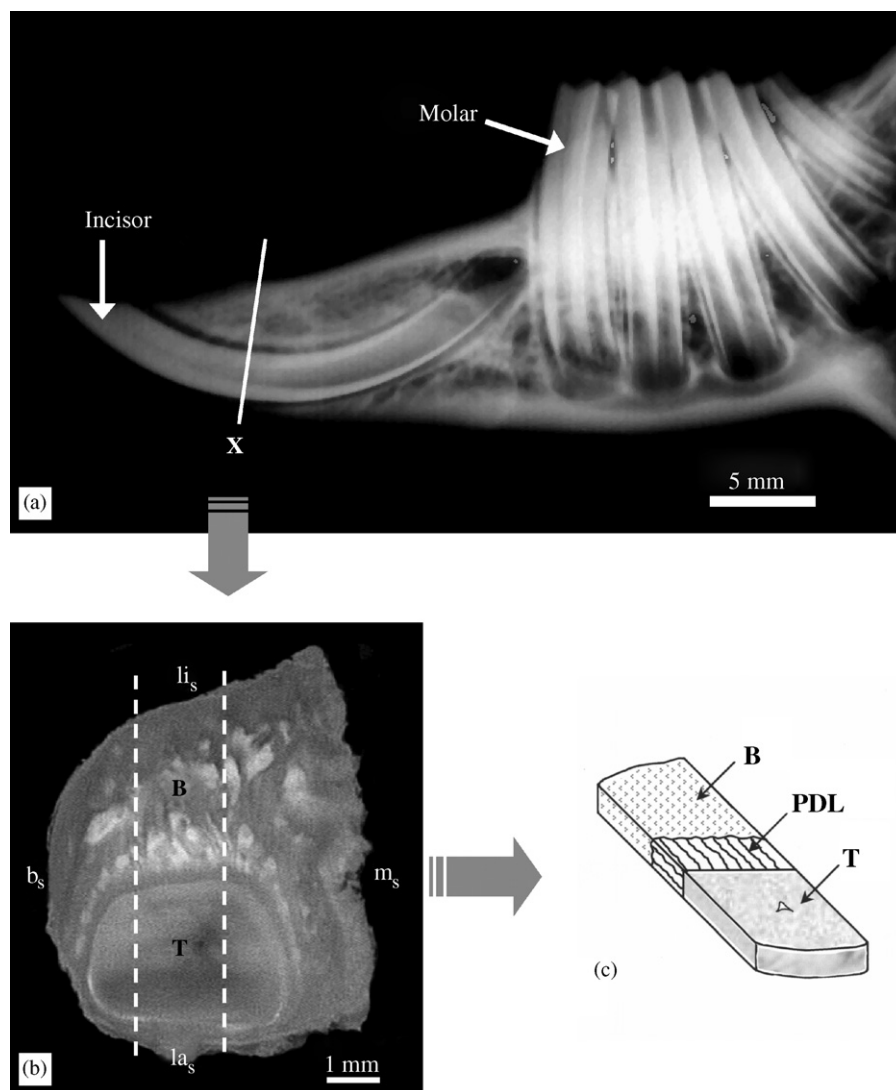 Molar
Incisor
X
5 mm
(a)
li_s
B
b_s
m_s
T
la_s
1 mm
(b)
B
PDL
T
(c)